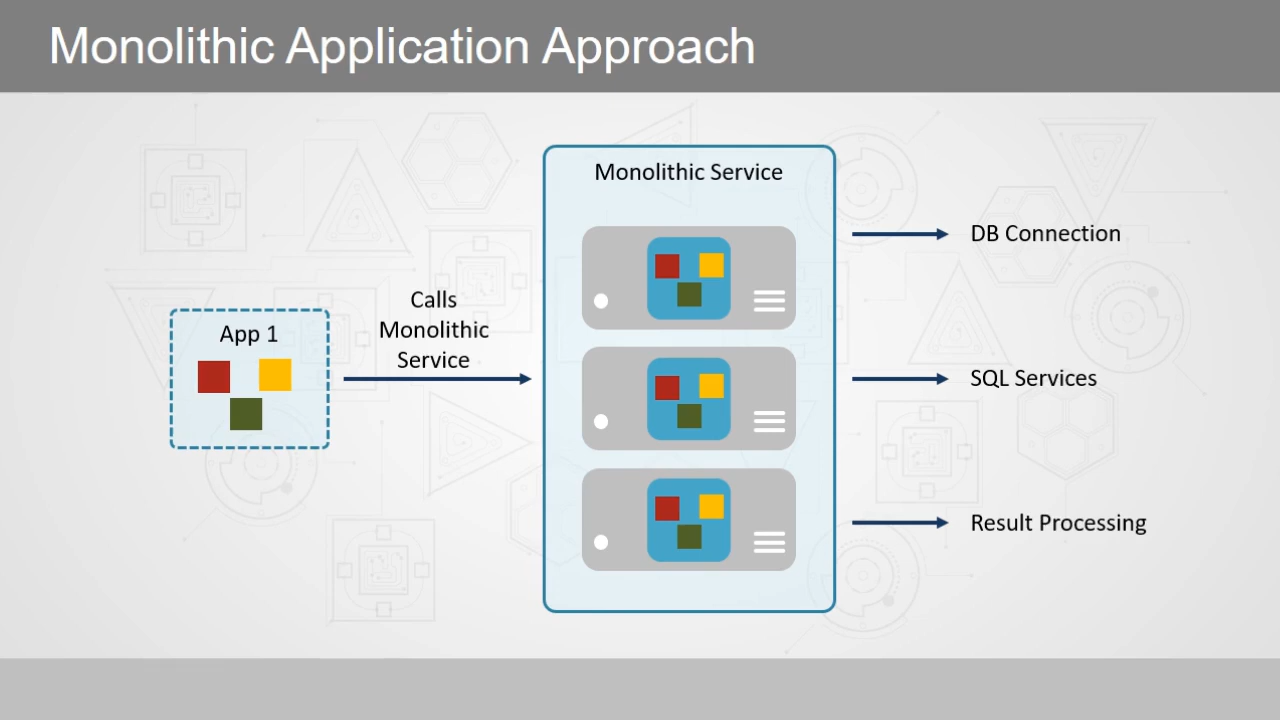 Monolithic Application Approach
Monolithic Service
DB Connection
Calls
Monolithic
Service
App 1
SQL Services
Result Processing